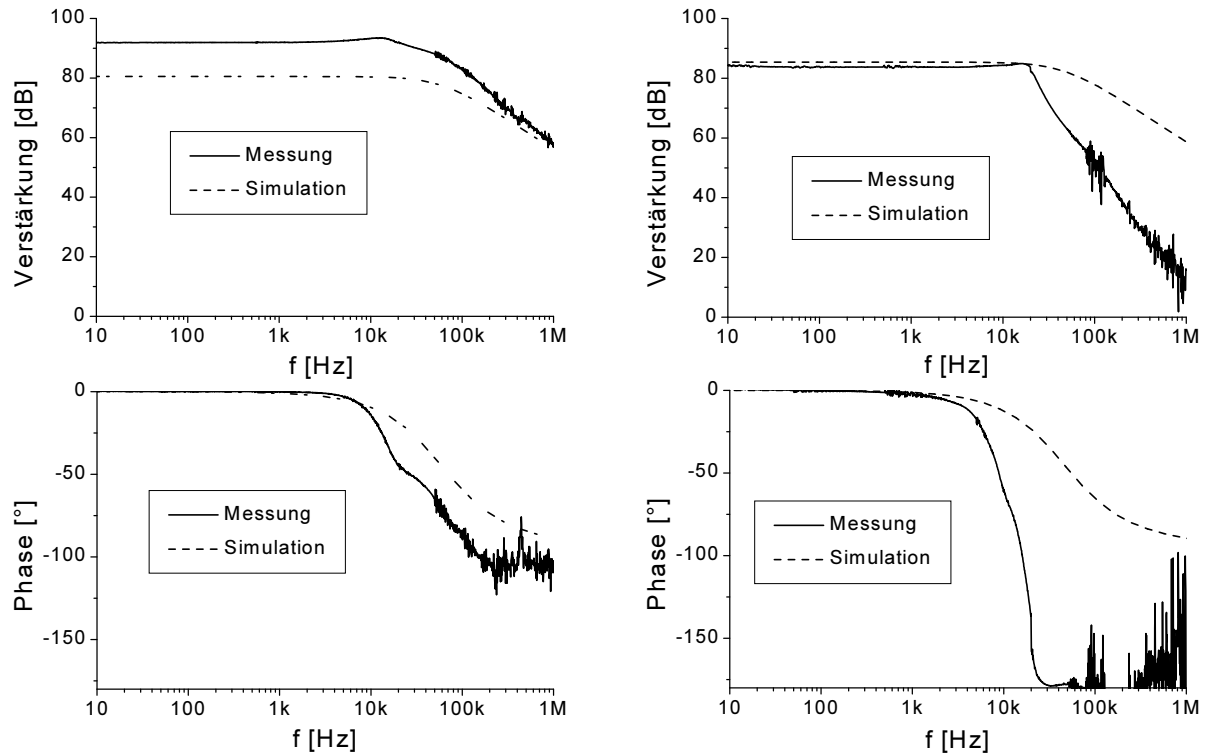 100
80
60
40
20
0
Verstärkung [dB]
Messung
Simulation
10
100
1k
10k
100k
1M
f [Hz]
100
80
60
40
20
0
Verstärkung [dB]
Messung
Simulation
10
100
1k
10k
100k
1M
f [Hz]
0
-50
-100
-150
Phase [°]
Messung
Simulation
10
100
1k
10k
100k
1M
f [Hz]
0
-50
-100
-150
Phase [°]
Messung
Simulation
10
100
1k
10k
100k
1M
f [Hz]